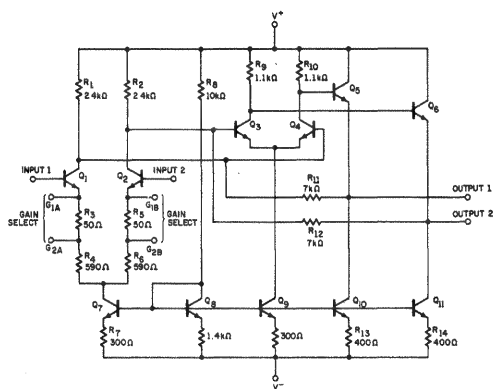 V+
R1
2.4kΩ
R2
2.4kΩ
R8
10kΩ
R9
1.1kΩ
R10
1.1kΩ
Q5
Q6
Q3
Q4
INPUT 1
Q1
Q2
INPUT 2
R11
7kΩ
OUTPUT 1
G1A
G1B
R12
7kΩ
OUTPUT 2
GAIN
SELECT
R3
50Ω
R5
50Ω
GAIN
SELECT
G2A
G2B
R4
590Ω
R6
590Ω
Q7
Q8
Q9
Q10
Q11
R7
300Ω
1.4kΩ
300Ω
R13
400Ω
R14
400Ω
V-